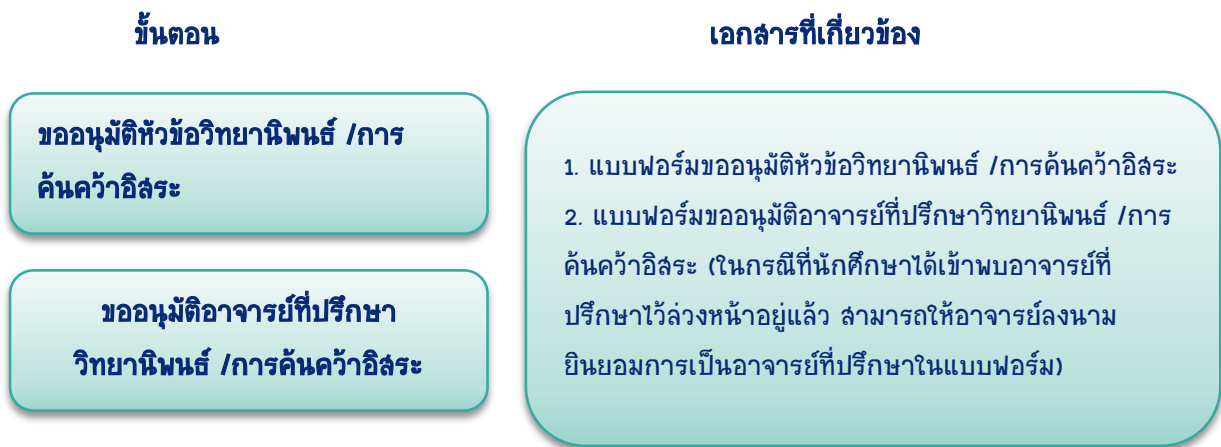 ขั้นตอน
เอกสารที่เกี่ยวข้อง
ขออนุมัติหัวข้อวิทยานิพนธ์ /การ
ค้นคว้าอิสระ
ขออนุมัติอาจารย์ที่ปรึกษา
วิทยานิพนธ์ /การค้นคว้าอิสระ
1. แบบฟอร์มขออนุมัติหัวข้อวิทยานิพนธ์ /การค้นคว้าอิสระ
2. แบบฟอร์มขออนุมัติอาจารย์ที่ปรึกษาวิทยานิพนธ์ /การ
ค้นคว้าอิสระ (ในกรณีที่นักศึกษาได้เข้าพบอาจารย์ที่
ปรึกษาไว้ล่วงหน้าอยู่แล้ว สามารถให้อาจารย์ลงนาม
ยินยอมการเป็นอาจารย์ที่ปรึกษาในแบบฟอร์ม)